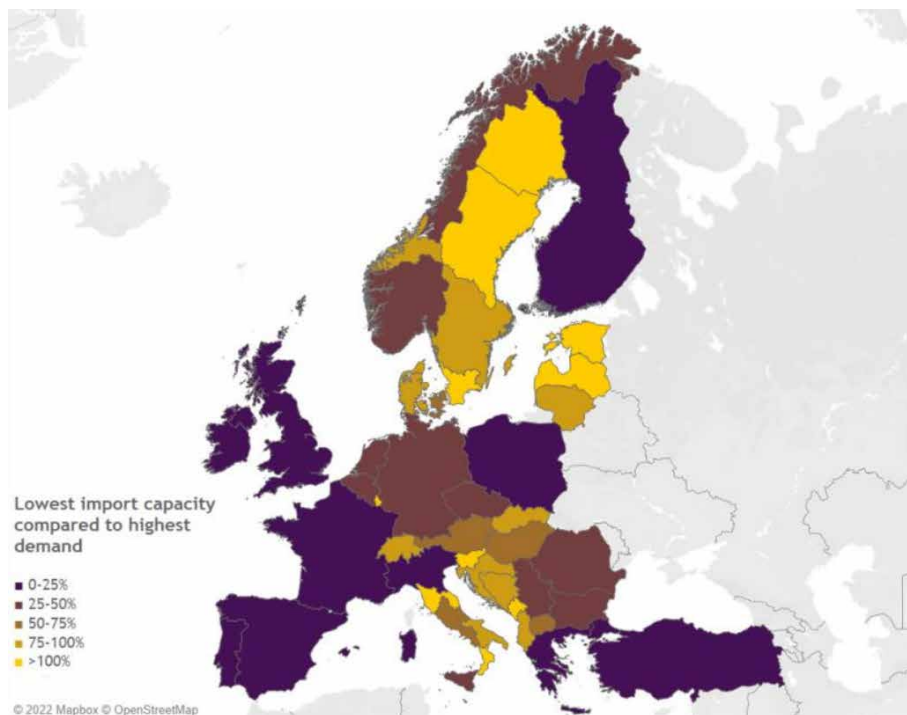 Lowest import capacity
compared to highest
demand
0-25%
25-50%
50-75%
75-100%
>100%
© 2022 Mapbox © OpenStreetMap